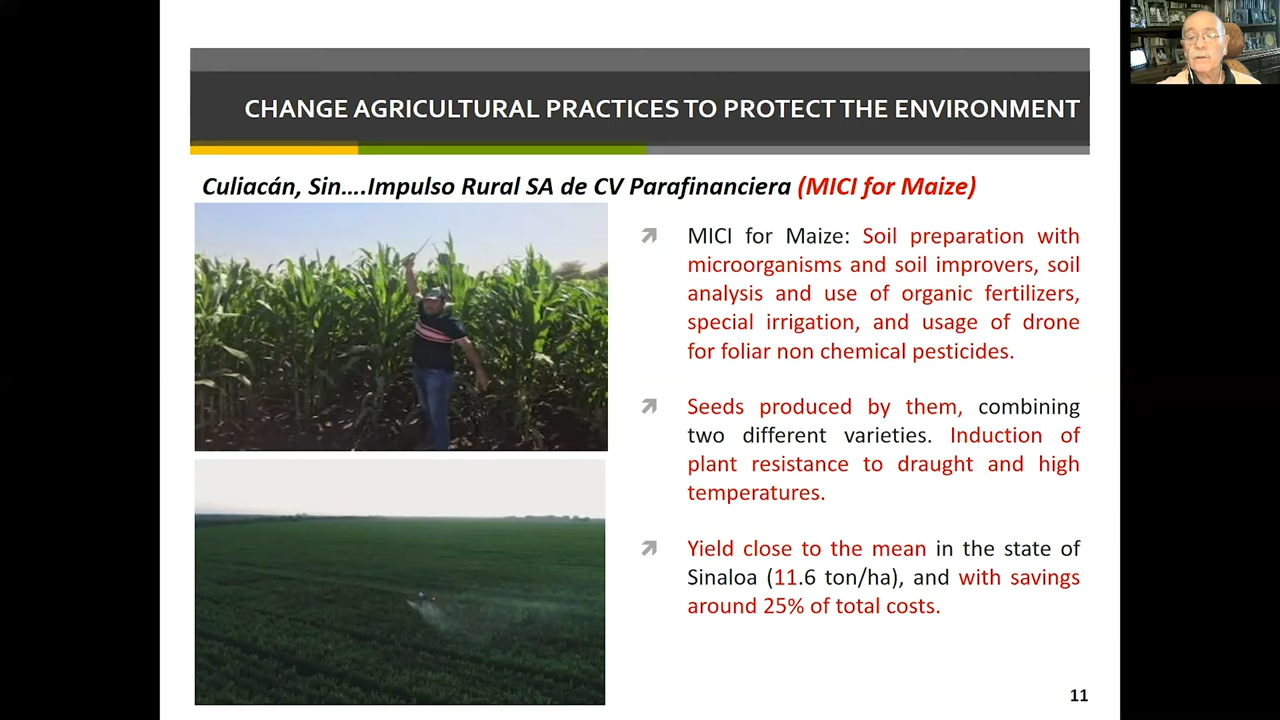 CHANGE AGRICULTURAL PRACTICES TO PROTECT THE ENVIRONMENT
Culiacán, Sin....Impulso Rural SA de CV Parafinanciera (MICI for Maize)
MICI for Maize: Soil preparation with
microorganisms and soil improvers, soil
analysis and use of organic fertilizers,
special irrigation, and usage of drone
for foliar non chemical pesticides.
Seeds produced by them, combining
two different varieties. Induction of
plant resistance to draught and high
temperatures.
Yield close to the mean in the state of
Sinaloa (11.6 ton/ha), and with savings
around 25% of total costs.
11